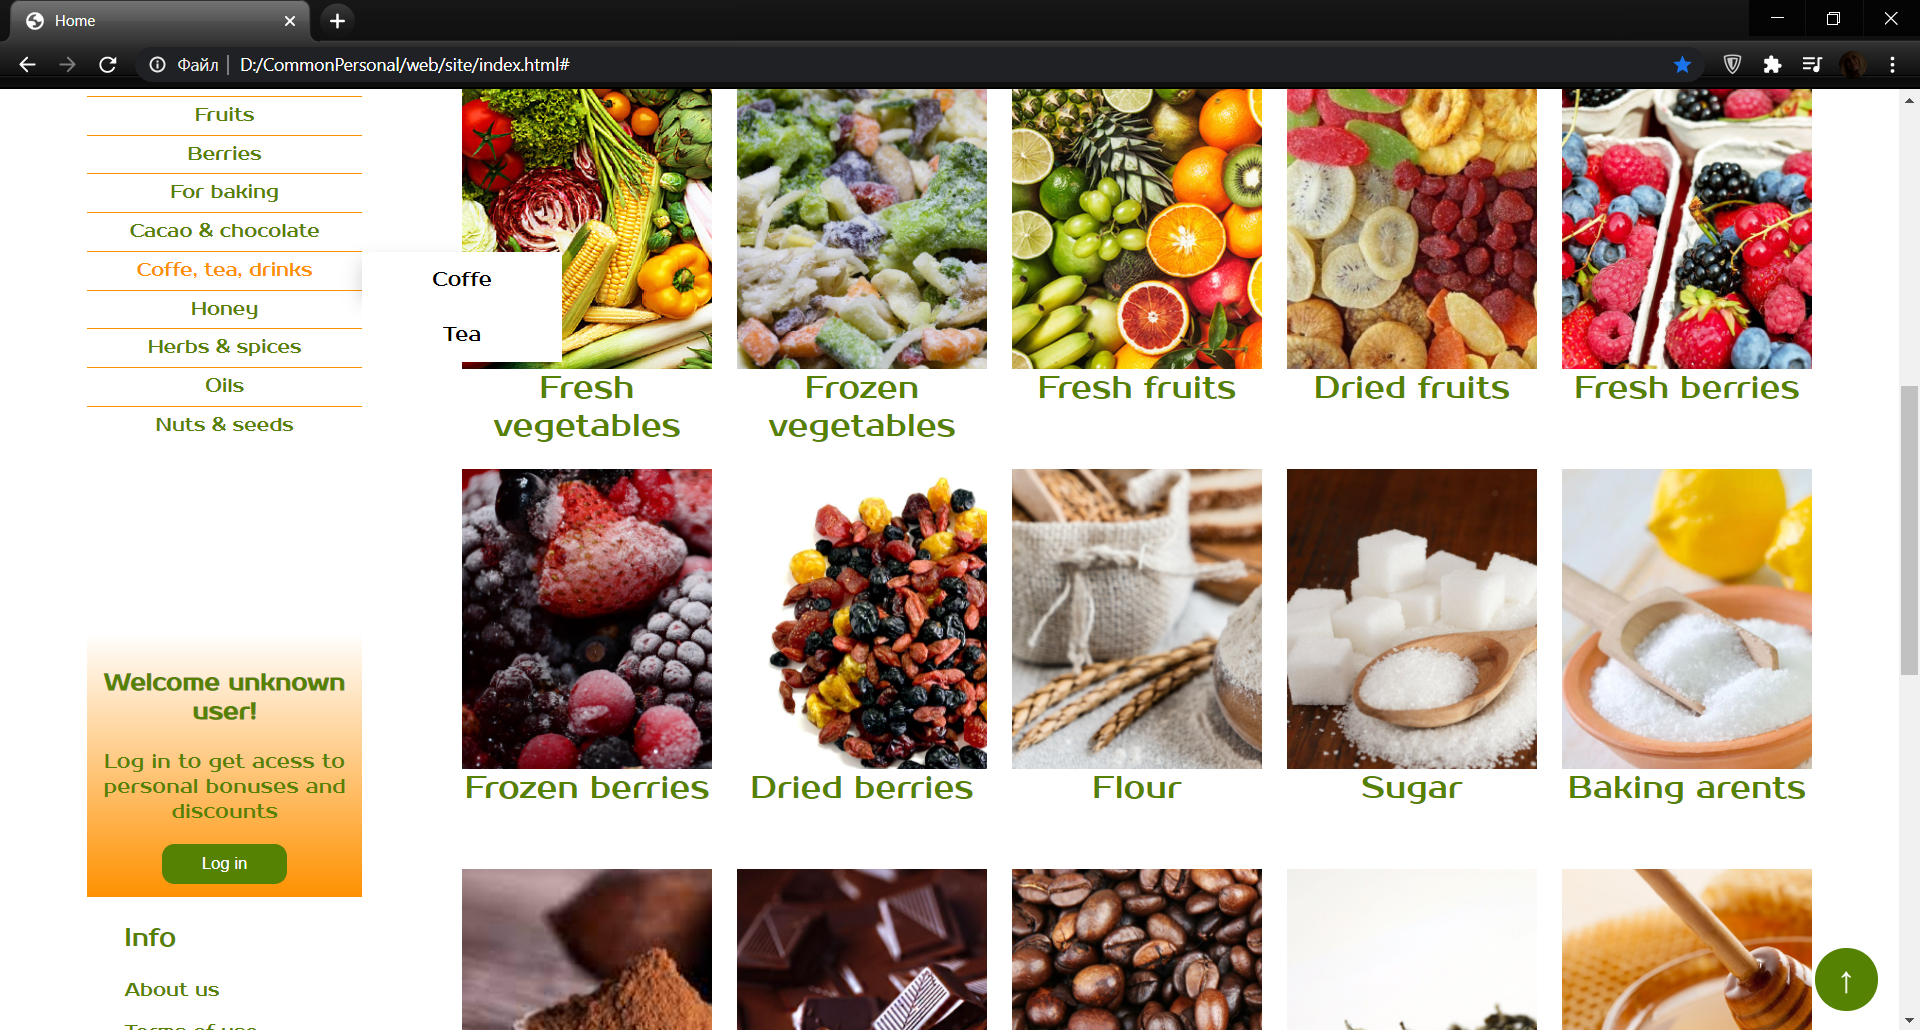 Home
Файл | D:/CommonPersonal/web/site/index.html#
Fruits
Berries
For baking
Cacao & chocolate
Coffe, tea, drinks
Honey
Herbs & spices
Oils
Nuts & seeds
Coffe
Tea
Fresh
vegetables
Frozen
vegetables
Fresh fruits
Dried fruits
Fresh berries
Frozen berries
Dried berries
Flour
Sugar
Baking arents
Welcome unknown
user!
Log in to get acess to
personal bonuses and
discounts
Log in
Info
About us
Terms of use